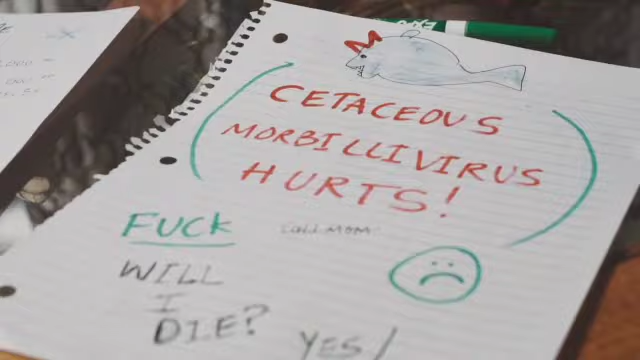 CETACEOUS
MORBILLIVIRUS
HURTS!
FUCK
CALL MOM
WILL
I
DIE?
YES!